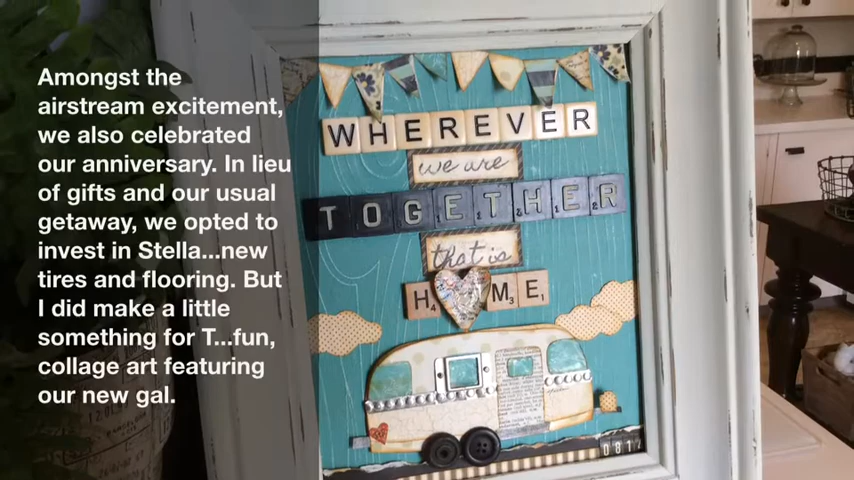 Amongst the
airstream excitement,
we also celebrated
our anniversary. In lieu
of gifts and our usual
getaway, we opted to
invest in Stella...new
tires and flooring. But
I did make a little
something for T...fun,
collage art featuring
our new gal.
WHEREVER
we are
TOGETHER
that is
H ME
0812